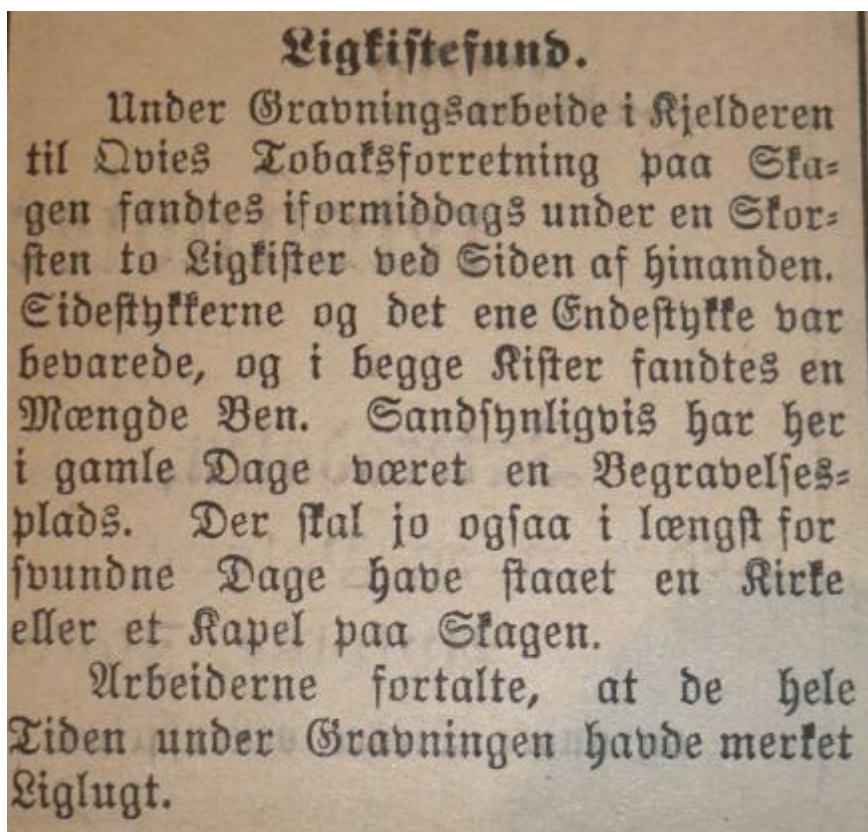 Ligkistefund.
Under Gravningsarbeide i Kjelderen
til Qvies Tobaksforretning paa Ska-
gen fandtes iformiddags under en Skor-
sten to Ligkister ved Siden af hinanden.
Sidestykkerne og det ene Endestykke var
bevarede, og i begge Kister fandtes en
Mængde Ben. Sandsynligvis har her
i gamle Dage været en Begravelses-
plads. Der skal jo ogsaa i længst for
svundne Dage have staaet en Kirke
eller et Kapel paa Skagen.
Arbeiderne fortalte, at de hele
Tiden under Gravningen havde merket
Liglugt.